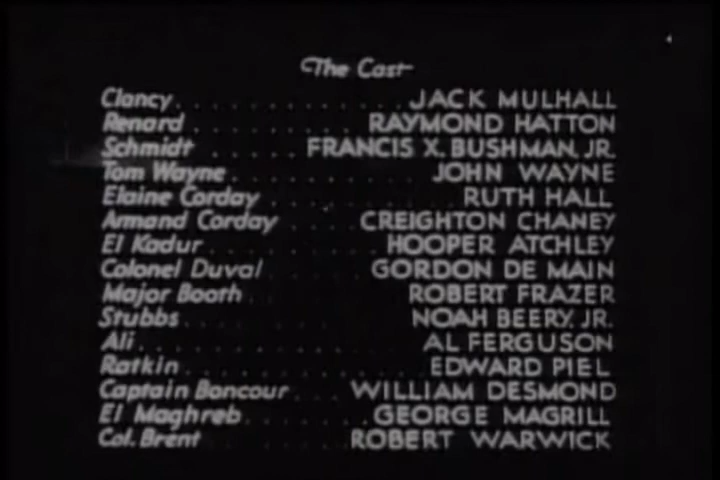 The Cast
Clancy . . . . . . . . . . . . . JACK MULHALL
Renard . . . . . . . . . . RAYMOND HATTON
Schmidt . . . . . . FRANCIS X. BUSHMAN, JR.
Tom Wayne . . . . . . . . . . . JOHN WAYNE
Elaine Corday . . . . . . . . . . RUTH HALL
Armand Corday . . . . CREIGHTON CHANEY
El Kadur . . . . . . . . . HOOPER ATCHLEY
Colonel Duval . . . . . GORDON DE MAIN
Major Booth . . . . . . . . ROBERT FRAZER
Stubbs . . . . . . . . . . . NOAH BEERY, JR.
Ali . . . . . . . . . . . . . . AL FERGUSON
Ratkin . . . . . . . . . . . . EDWARD PIEL
Captain Boncour . . . WILLIAM DESMOND
El Maghreb . . . . . . . GEORGE MAGRILL
Col. Brent . . . . . . . ROBERT WARWICK